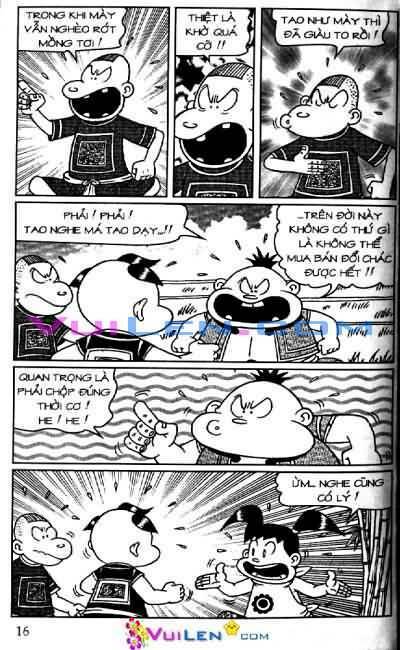 TRONG KHI MÀY
VẪN NGHÈO RỚT
MỒNG TƠI!
THIỆT LÀ
KHỜ QUÁ
CỠ!!
TAO NHƯ MÀY THÌ
ĐÃ GIÀU TO RỒI!
PHẢI! PHẢI!
TAO NGHE MÁ TAO DẠY...!!
...TRÊN ĐỜI NÀY
KHÔNG CÓ THỨ GÌ
LÀ KHÔNG THỂ
MUA BÁN ĐỔI CHÁC
ĐƯỢC HẾT!!
VUILEN.COM
QUAN TRỌNG LÀ
PHẢI CHỘP ĐÚNG
THỜI CƠ!
HE! HE!
ỪM.. NGHE CŨNG
CÓ LÝ!
16
VUILEN.COM